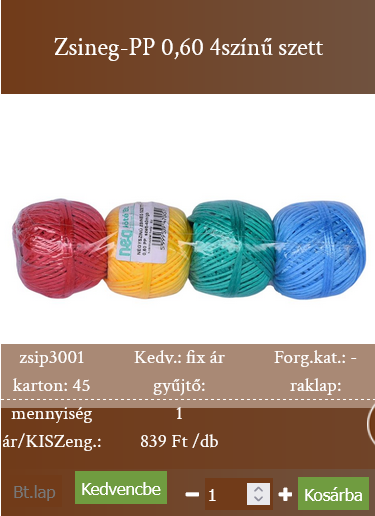 Zsineg-PP 0,60 4színű szett
neg
zsip3001 Kedv.: fix ár Forg.kat.: -
karton: 45 gyűjtő: raklap:
mennyiség 1
ár/KISZeng.: 839 Ft /db
Bt.lap Kedvencbe 1 Kosárba